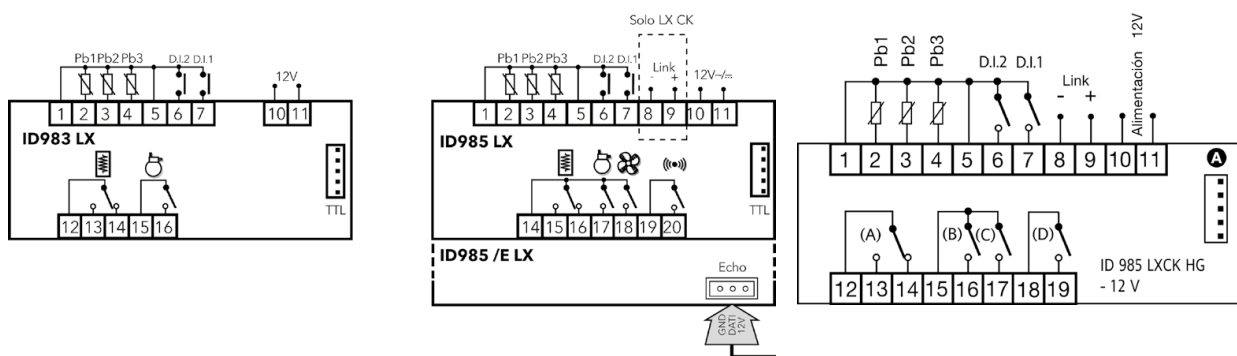 Pb1 Pb2 Pb3 D.I.2 D.I.1 12V
1 2 3 4 5 6 7 10 11
ID983 LX
TTL
12 13 14 15 16
Solo LX CK
Pb1 Pb2 Pb3 D.I.2 D.I.1 Link 12V~/⎓
- +
1 2 3 4 5 6 7 8 9 10 11
ID985 LX
TTL
14 15 16 17 18 19 20
ID985 /E LX
Echo
GND
DATI
12V
Pb1 Pb2 Pb3 D.I.2 D.I.1 Link Alimentación 12V
- +
1 2 3 4 5 6 7 8 9 10 11
A
(A) (B) (C) (D)
12 13 14 15 16 17 18 19
ID 985 LXCK HG
- 12 V